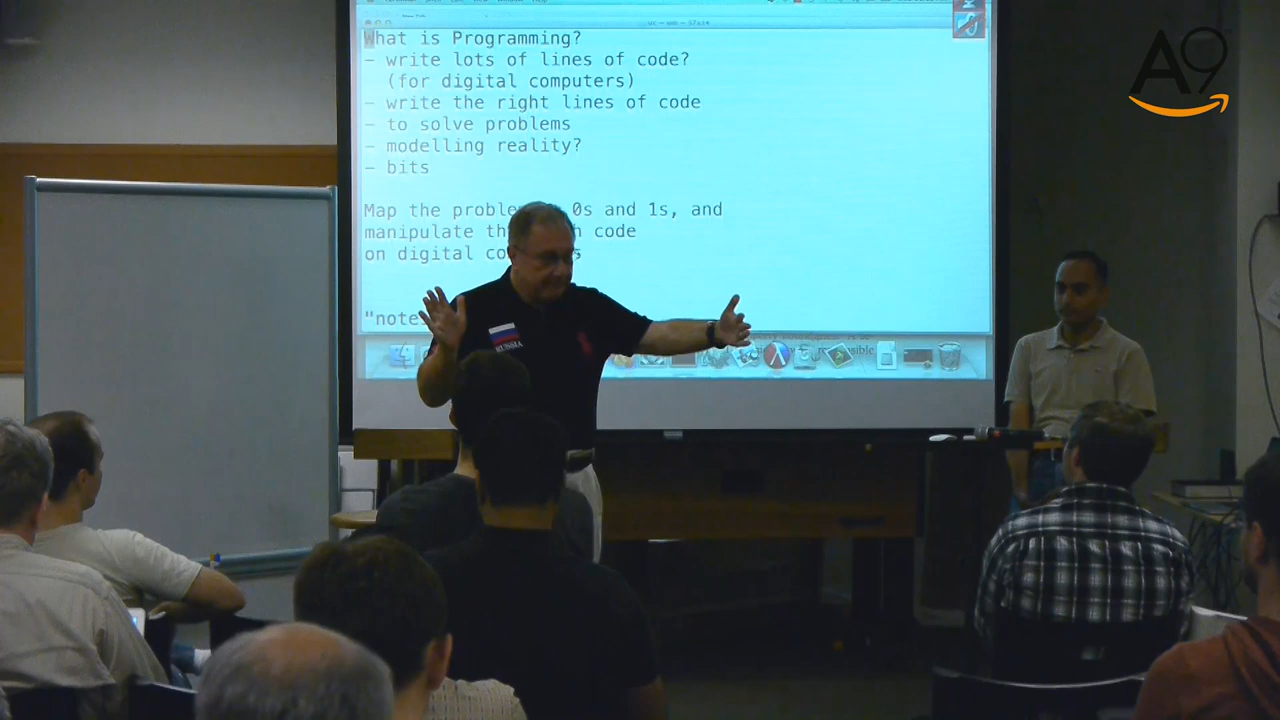 What is Programming?
- write lots of lines of code?
(for digital computers)
- write the right lines of code
- to solve problems
- modelling reality?
- bits
Map the proble 0s and 1s, and
manipulate th code
on digital co s
"note
RUSSIA
A9